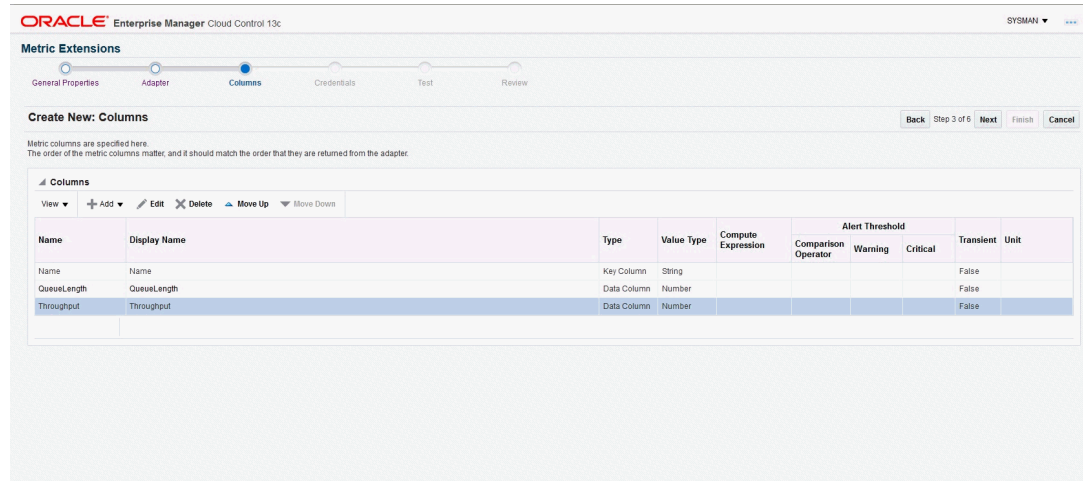 ORACLE® Enterprise Manager Cloud Control 13c
SYSMAN
Metric Extensions
General Properties Adapter Columns Credentials Test Review
Create New: Columns
Back Step 3 of 6 Next Finish Cancel
Metric columns are specified here.
The order of the metric columns matter, and it should match the order that they are returned from the adapter.
Columns
View Add Edit Delete Move Up Move Down
Name Display Name Type Value Type Compute Expression Alert Threshold Comparison Operator Warning Critical Transient Unit
Name Name Key Column String False
QueueLength QueueLength Data Column Number False
Throughput Throughput Data Column Number False